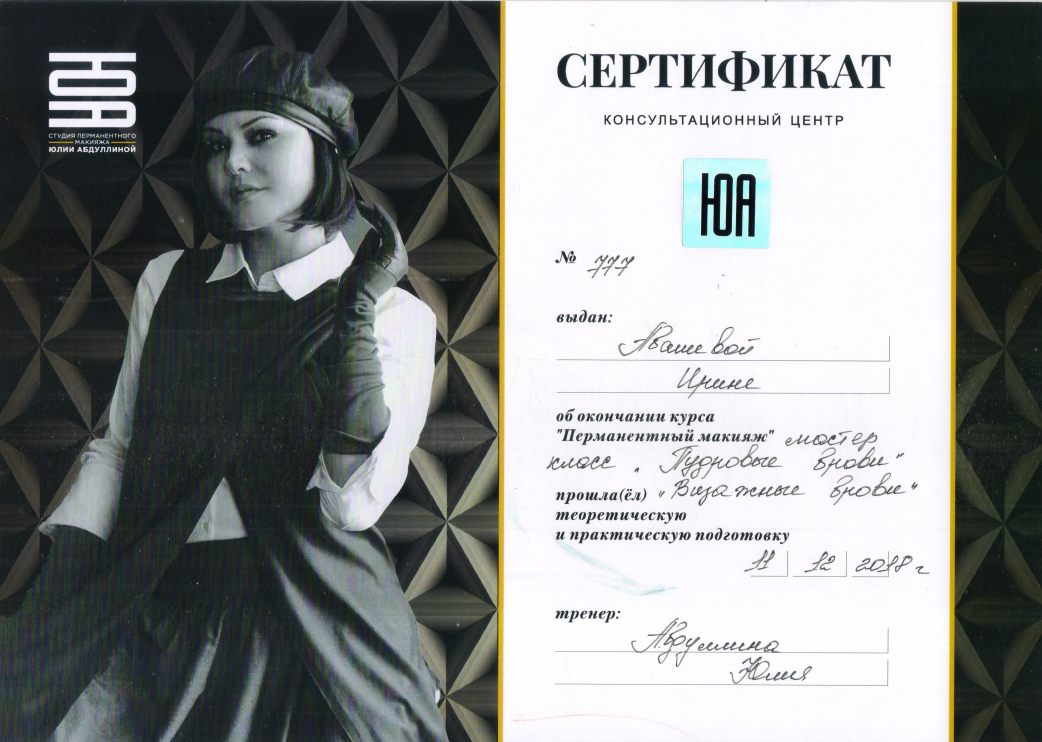 ЮА
СТУДИЯ ПЕРМАНЕНТНОГО
МАКИЯЖА
ЮЛИИ АБДУЛЛИНОЙ
СЕРТИФИКАТ
КОНСУЛЬТАЦИОННЫЙ ЦЕНТР
ЮА
№ 777
выдан:
Ирине
об окончании курса
"Перманентный макияж" мастер
класс „Пудровые брови"
прошла(ёл) „Визажные брови"
теоретическую
и практическую подготовку
11 12 2018 г
тренер:
Абдуллина
Юлия